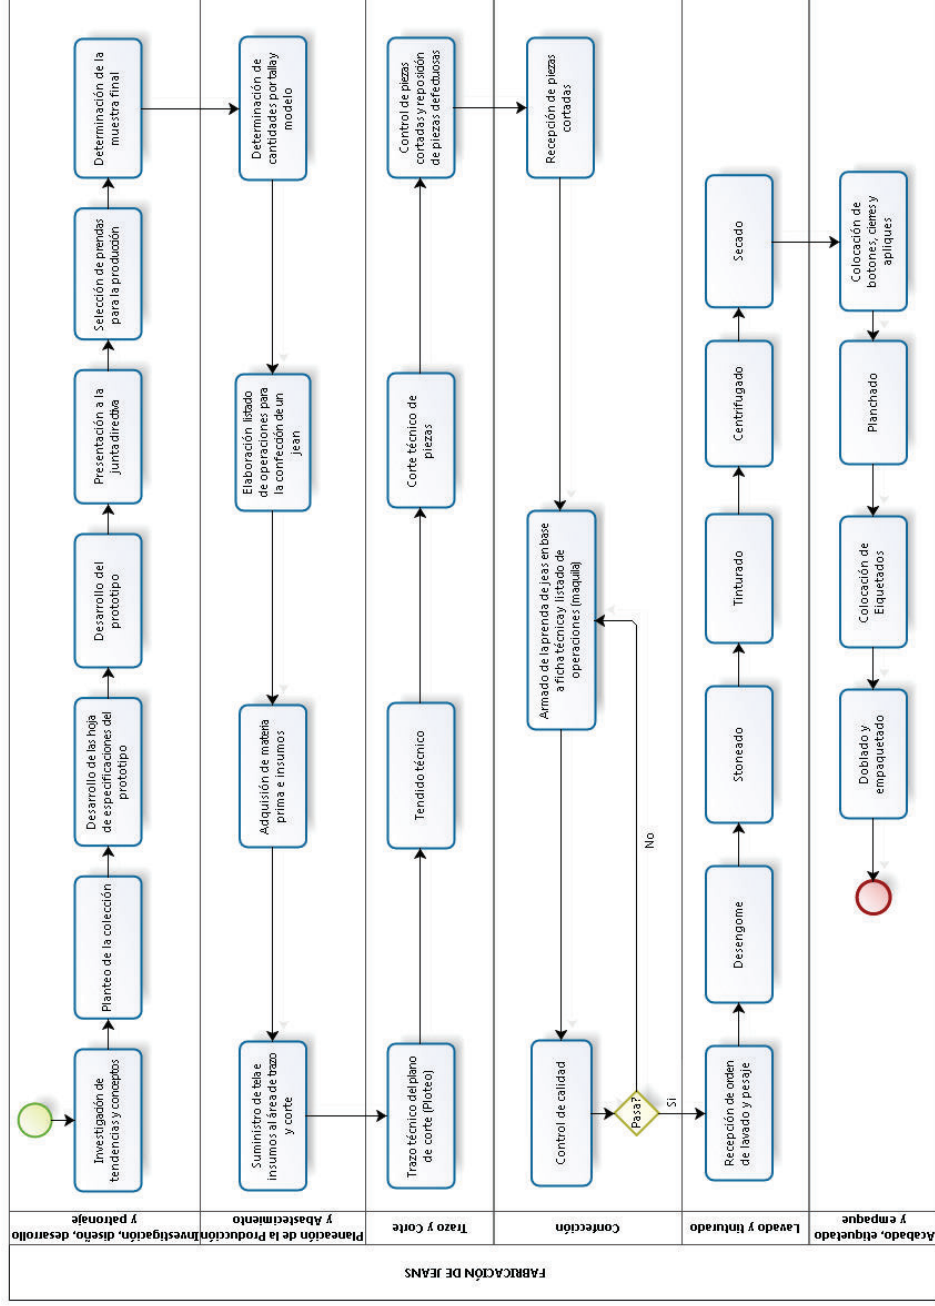 FABRICACIÓN DE JEANS
Investigación, diseño, desarrollo
y patronaje
Investigación de
tendencias y conceptos
Planteo de la colección
Desarrollo de las hoja
de especificaciones del
prototipo
Desarrollo del
prototipo
Presentación a la
junta directiva
Selección de prendas
para la producción
Determinación de la
muestra final
Planeación de la Producción
y Abastecimiento
Determinación de
cantidades por talla y
modelo
Elaboración listado
de operaciones para
la confección de un
jean
Adquisición de materia
prima e insumos
Suministro de tela e
insumos al área de trazo
y corte
Trazo y Corte
Trazo técnico del plano
de corte (Ploteo)
Tendido técnico
Corte técnico de
piezas
Control de piezas
cortadas y reposición
de piezas defectuosas
Confección
Recepción de piezas
cortadas
Armado de la prenda de jeas en base
a ficha técnica y listado de
operaciones (maquila)
Control de calidad
Pasa?
No
Si
Lavado y tinturado
Recepción de orden
de lavado y pesaje
Desengome
Stoneado
Tinturado
Centrifugado
Secado
Acabado, etiquetado
y empaque
Colocación de
botones, cierres y
apliques
Planchado
Colocación de
Eiquetados
Doblado y
empaquetado